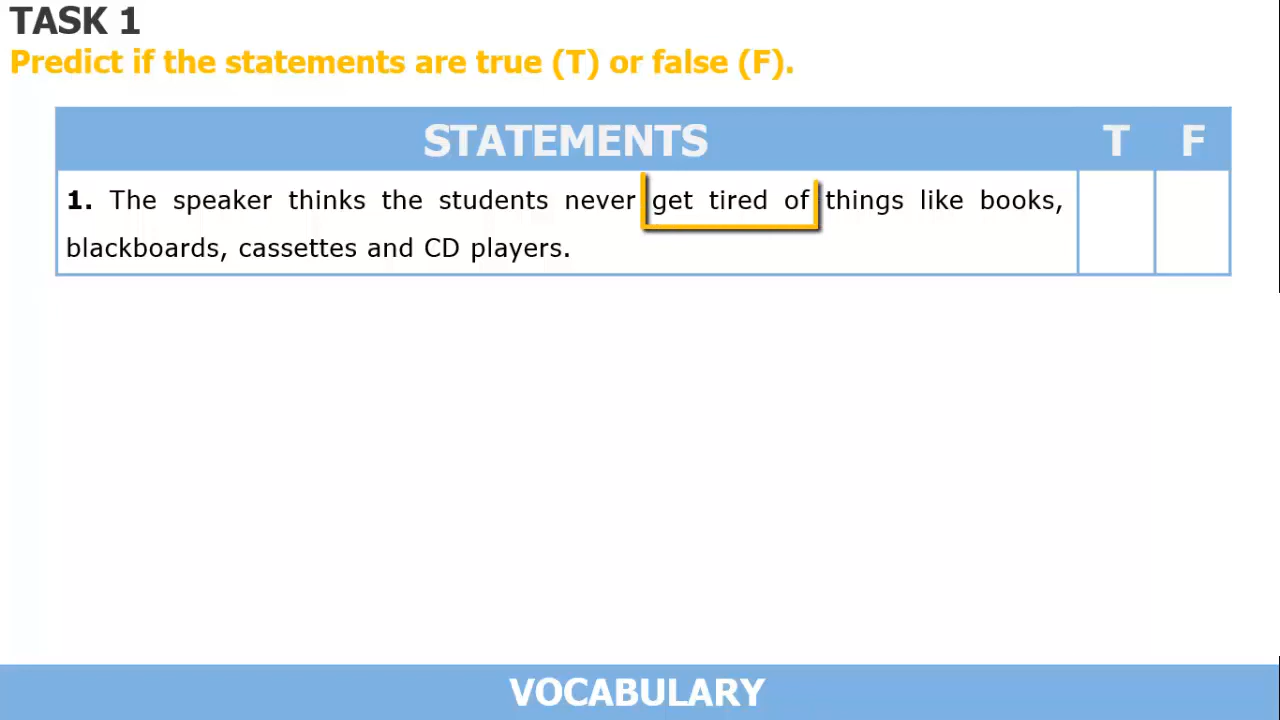 TASK 1
Predict if the statements are true (T) or false (F).
STATEMENTS T F
1. The speaker thinks the students never get tired of things like books,
blackboards, cassettes and CD players.
VOCABULARY